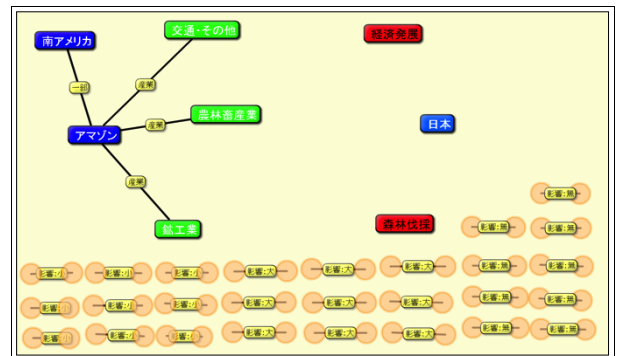 南アメリカ
交通・その他
経済発展
一部
産業
農林畜産業
産業
日本
アマゾン
産業
鉱工業
森林伐採
影響:無
影響:無
影響:無
影響:小
影響:小
影響:小
影響:大
影響:大
影響:大
影響:無
影響:無
影響:小
影響:小
影響:小
影響:大
影響:大
影響:大
影響:無
影響:無
影響:小
影響:小
影響:小
影響:大
影響:大
影響:大
影響:無
影響:無